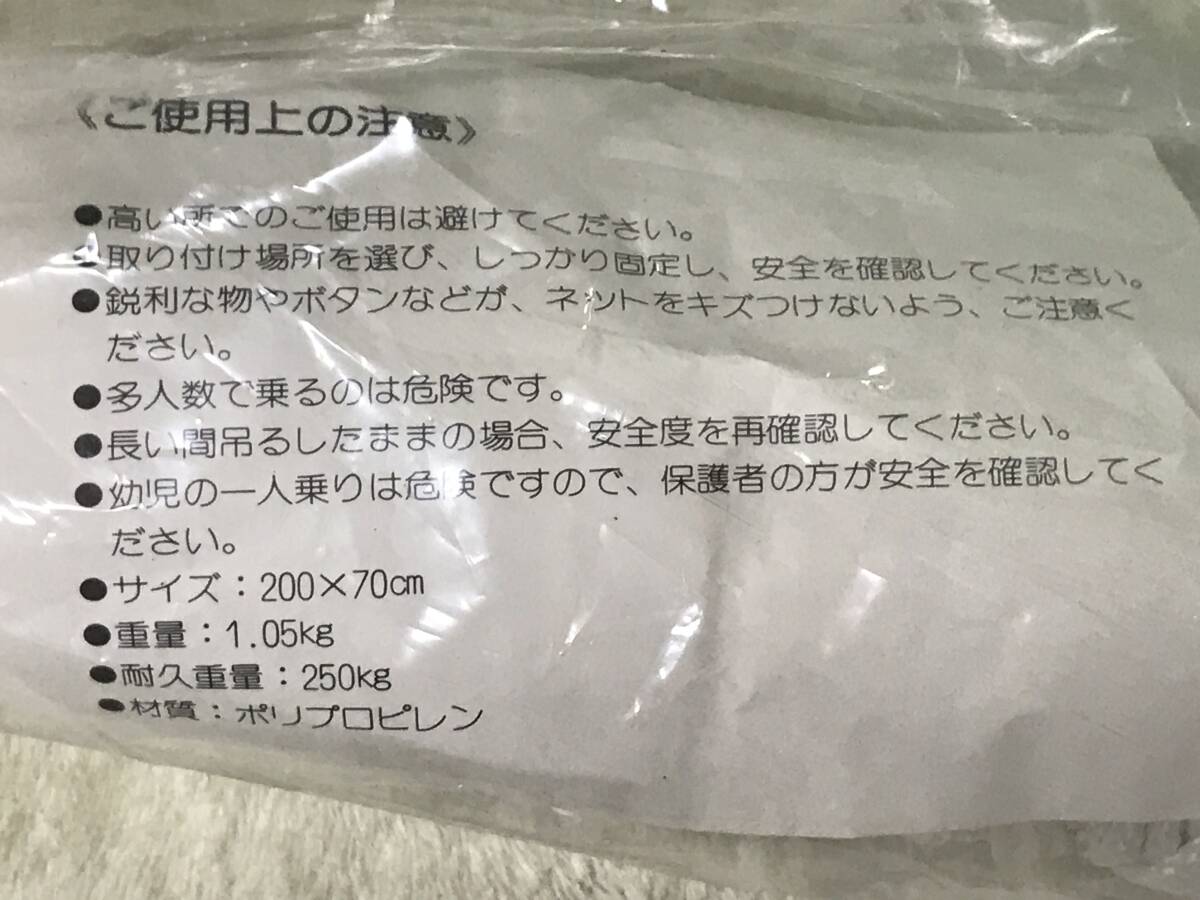 《ご使用上の注意》
●高い所でのご使用は避けてください。
●取り付け場所を選び、しっかり固定し、安全を確認してください。
●鋭利な物やボタンなどが、ネットをキズつけないよう、ご注意く
ださい。
●多人数で乗るのは危険です。
●長い間吊るしたままの場合、安全度を再確認してください。
●幼児の一人乗りは危険ですので、保護者の方が安全を確認してく
ださい。
●サイズ：200×70cm
●重量：1.05kg
●耐久重量：250kg
●材質：ポリプロピレン